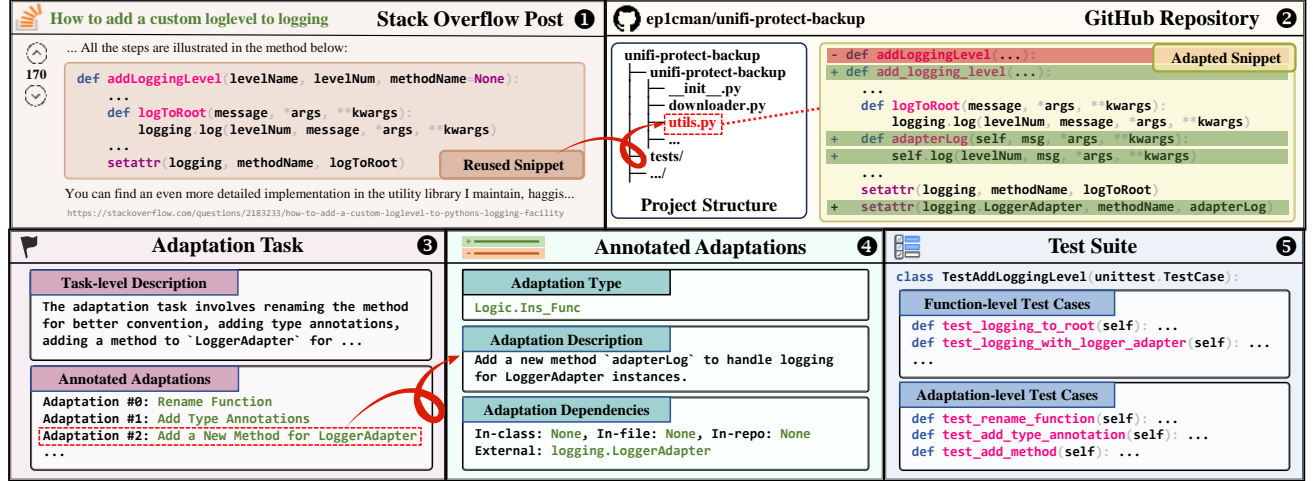 How to add a custom loglevel to logging
Stack Overflow Post ❶
... All the steps are illustrated in the method below:
170
def addLoggingLevel(levelName, levelNum, methodName=None):
...
def logToRoot(message, *args, **kwargs):
logging.log(levelNum, message, *args, **kwargs)
...
setattr(logging, methodName, logToRoot)
Reused Snippet
You can find an even more detailed implementation in the utility library I maintain, haggis...
https://stackoverflow.com/questions/2183233/how-to-add-a-custom-loglevel-to-pythons-logging-facility
ep1cman/unifi-protect-backup
GitHub Repository ❷
unifi-protect-backup
unifi-protect-backup
__init__.py
downloader.py
utils.py
...
tests/
.../
Project Structure
- def addLoggingLevel(...):
Adapted Snippet
+ def add_logging_level(...):
...
def logToRoot(message, *args, **kwargs):
logging.log(levelNum, message, *args, **kwargs)
+ def adapterLog(self, msg, *args, **kwargs):
+ self.log(levelNum, msg, *args, **kwargs)
...
setattr(logging, methodName, logToRoot)
+ setattr(logging.LoggerAdapter, methodName, adapterLog)
Adaptation Task ❸
Task-level Description
The adaptation task involves renaming the method
for better convention, adding type annotations,
adding a method to `LoggerAdapter` for ...
Annotated Adaptations
Adaptation #0: Rename Function
Adaptation #1: Add Type Annotations
Adaptation #2: Add a New Method for LoggerAdapter
...
+
-
Annotated Adaptations ❹
Adaptation Type
Logic.Ins_Func
Adaptation Description
Add a new method `adapterLog` to handle logging
for LoggerAdapter instances.
Adaptation Dependencies
In-class: None, In-file: None, In-repo: None
External: logging.LoggerAdapter
Test Suite ❺
class TestAddLoggingLevel(unittest.TestCase):
Function-level Test Cases
def test_logging_to_root(self): ...
def test_logging_with_logger_adapter(self): ...
...
Adaptation-level Test Cases
def test_rename_function(self): ...
def test_add_type_annotation(self): ...
def test_add_method(self): ...